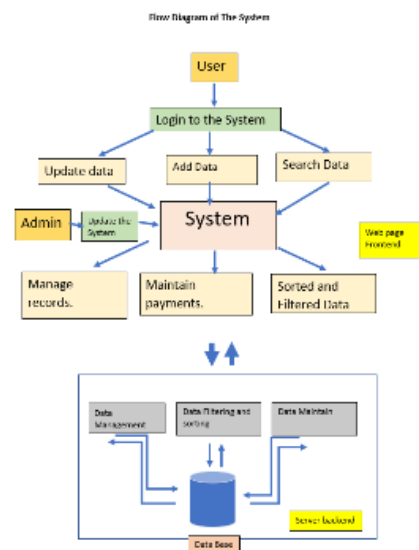 Flow Diagram of The System
User
Login to the System
Update data
Add Data
Search Data
Admin
Update the
System
System
Web page
Frontend
Manage
records.
Maintain
payments.
Sorted and
Filtered Data
Data
Management
Data Filtering and
sorting
Data Maintain
Server backend
Data Base